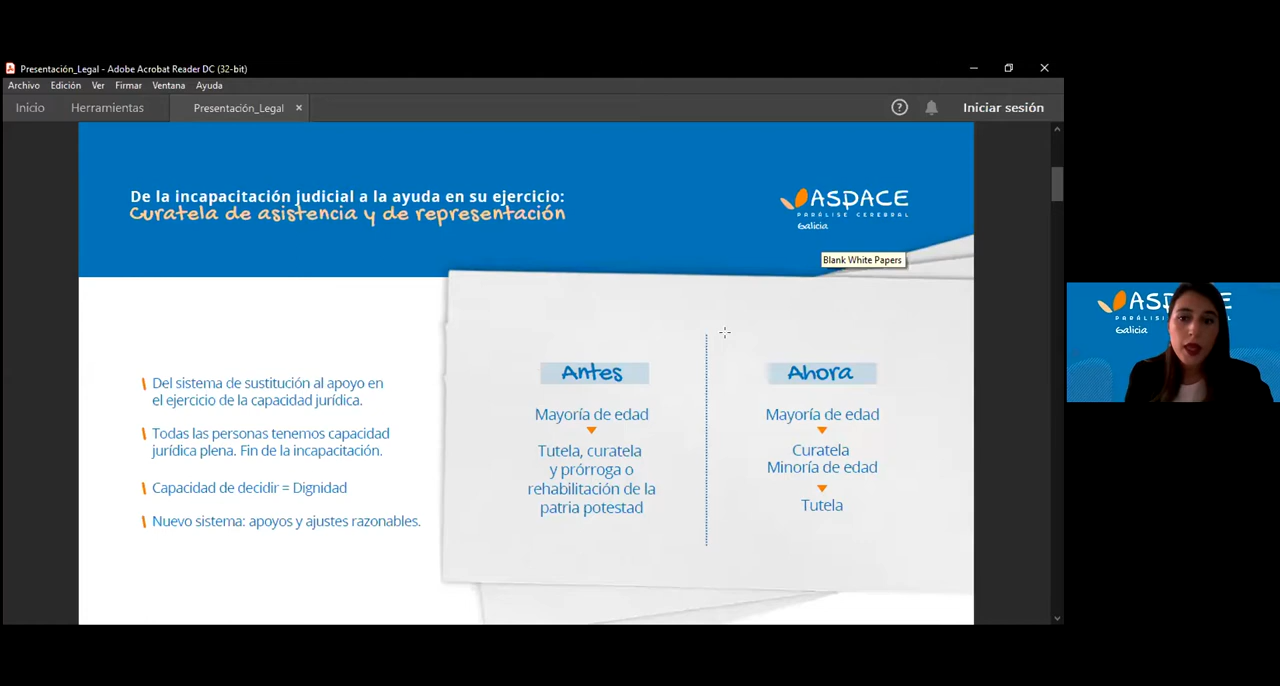 Presentación_Legal - Adobe Acrobat Reader DC (32-bit)
Archivo Edición Ver Firmar Ventana Ayuda
Inicio Herramientas Presentación_Legal × ? Iniciar sesión
De la incapacitación judicial a la ayuda en su ejercicio:
Curatela de asistencia y de representación
ASPACE
PARÁLISE CEREBRAL
Galicia
Blank White Papers
Del sistema de sustitución al apoyo en
el ejercicio de la capacidad jurídica.
Todas las personas tenemos capacidad
jurídica plena. Fin de la incapacitación.
Capacidad de decidir = Dignidad
Nuevo sistema: apoyos y ajustes razonables.
Antes
Mayoría de edad
Tutela, curatela
y prórroga o
rehabilitación de la
patria potestad
Ahora
Mayoría de edad
Curatela
Minoría de edad
Tutela
Galicia